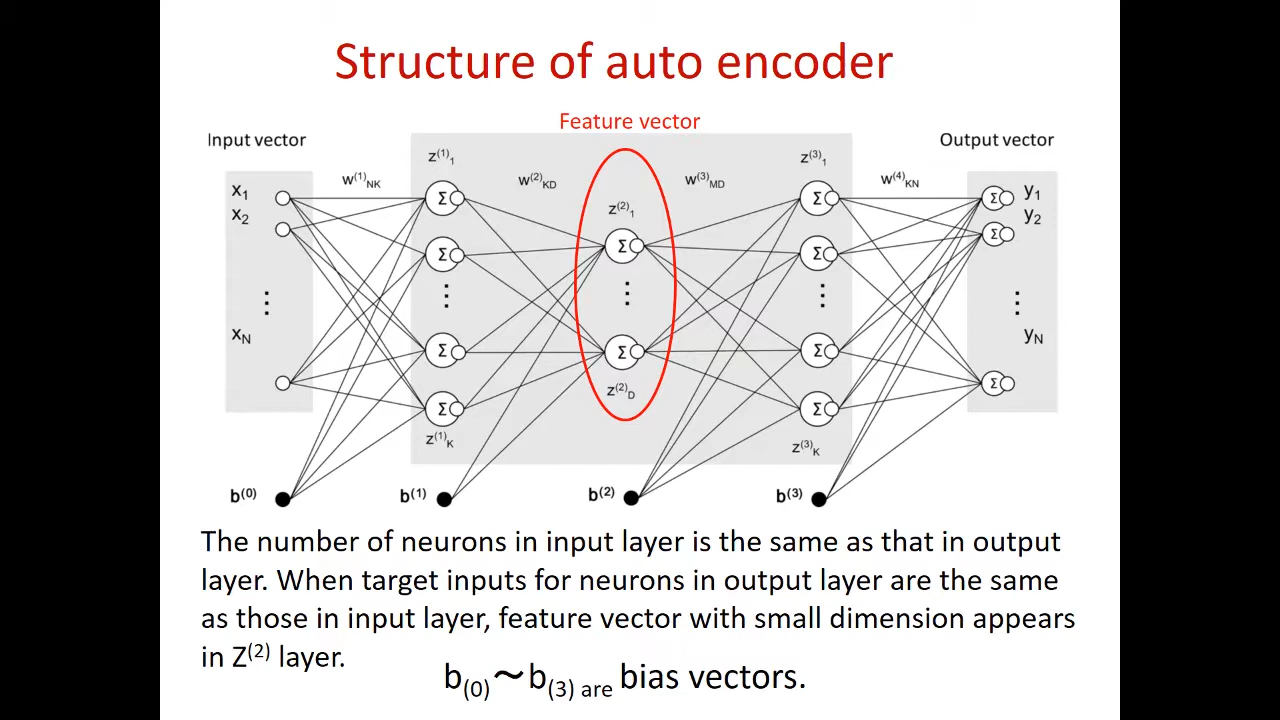 Structure of auto encoder
Feature vector
Input vector
Output vector
z⁽¹⁾₁
z⁽³⁾₁
w⁽¹⁾NK
w⁽²⁾KD
w⁽³⁾MD
w⁽⁴⁾KN
x₁
Σ
Σ
Σ
y₁
x₂
z⁽²⁾₁
y₂
Σ
Σ
Σ
Σ
⋮
⋮
⋮
⋮
⋮
xN
yN
Σ
Σ
Σ
Σ
z⁽²⁾D
Σ
Σ
z⁽¹⁾K
z⁽³⁾K
b⁽⁰⁾
b⁽¹⁾
b⁽²⁾
b⁽³⁾
The number of neurons in input layer is the same as that in output
layer. When target inputs for neurons in output layer are the same
as those in input layer, feature vector with small dimension appears
in Z⁽²⁾ layer.
b₍₀₎～b₍₃₎ are bias vectors.